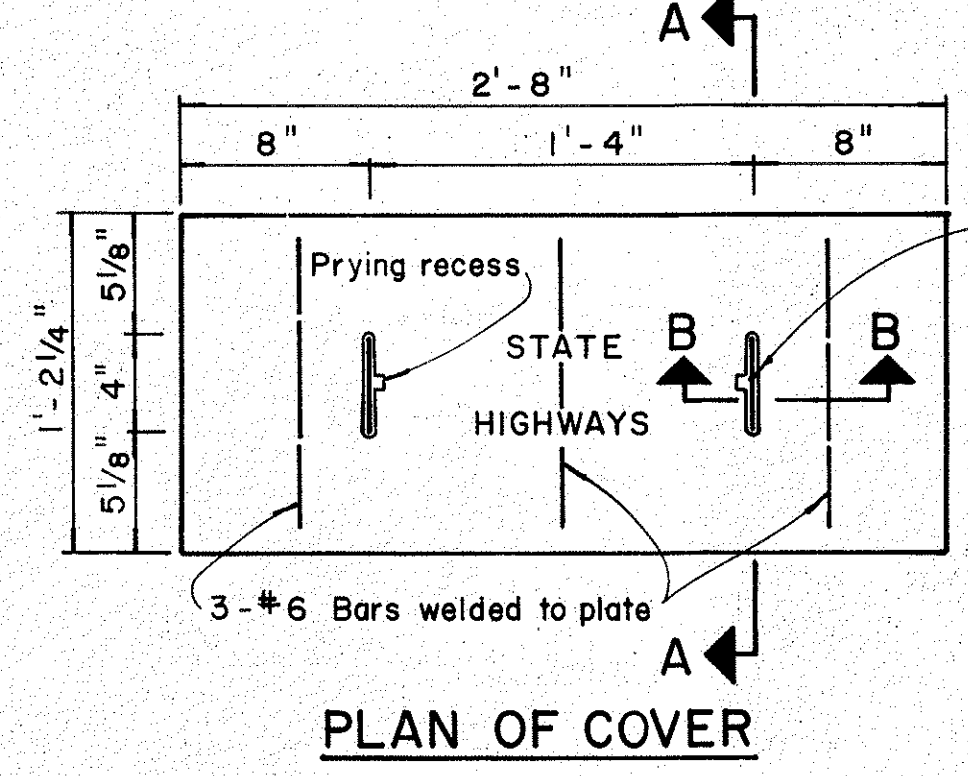 A
2'-8"
8" 1'-4" 8"
1'-2 1/4"
5 1/8"
4"
5 1/8"
Prying recess
STATE
HIGHWAYS
B B
3-#6 Bars welded to plate
A
PLAN OF COVER